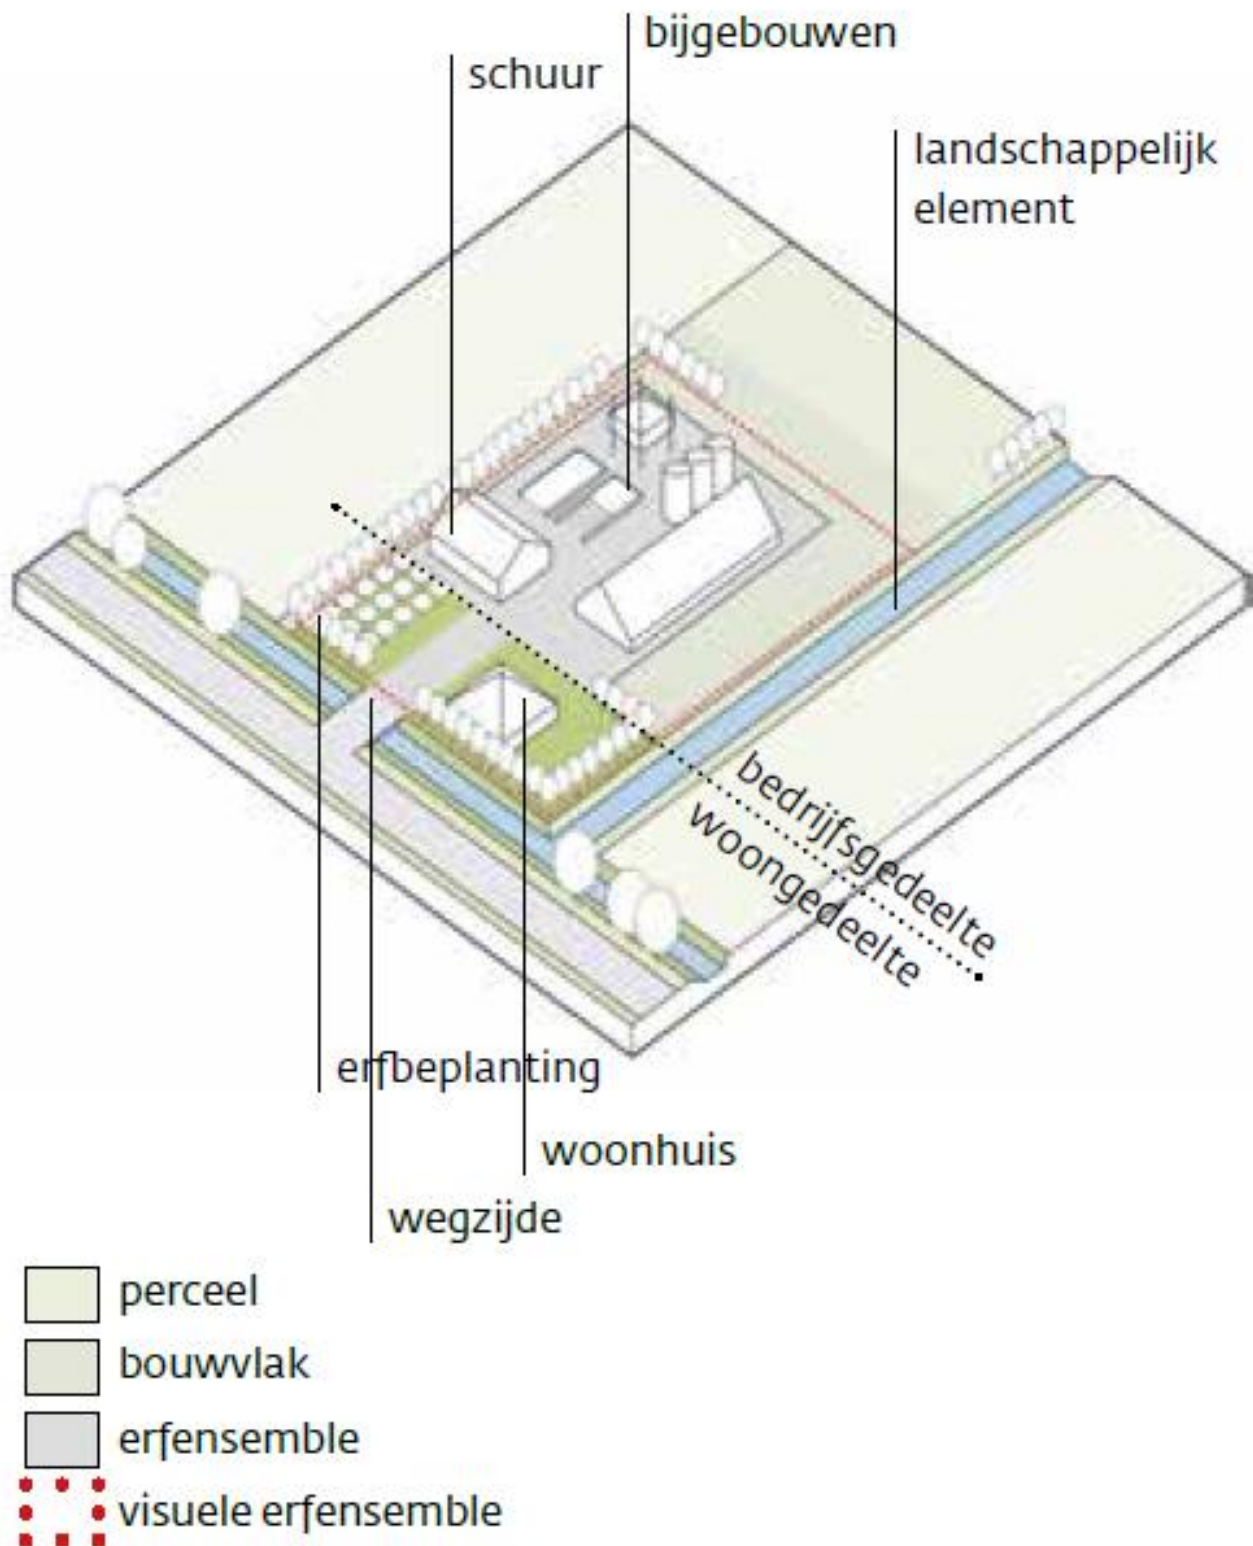 bijgebouwen
schuur
landschappelijk
element
bedrijfsgedeelte
woongedeelte
erfbeplanting
woonhuis
wegzijde
perceel
bouwvlak
erfensemble
visuele erfensemble